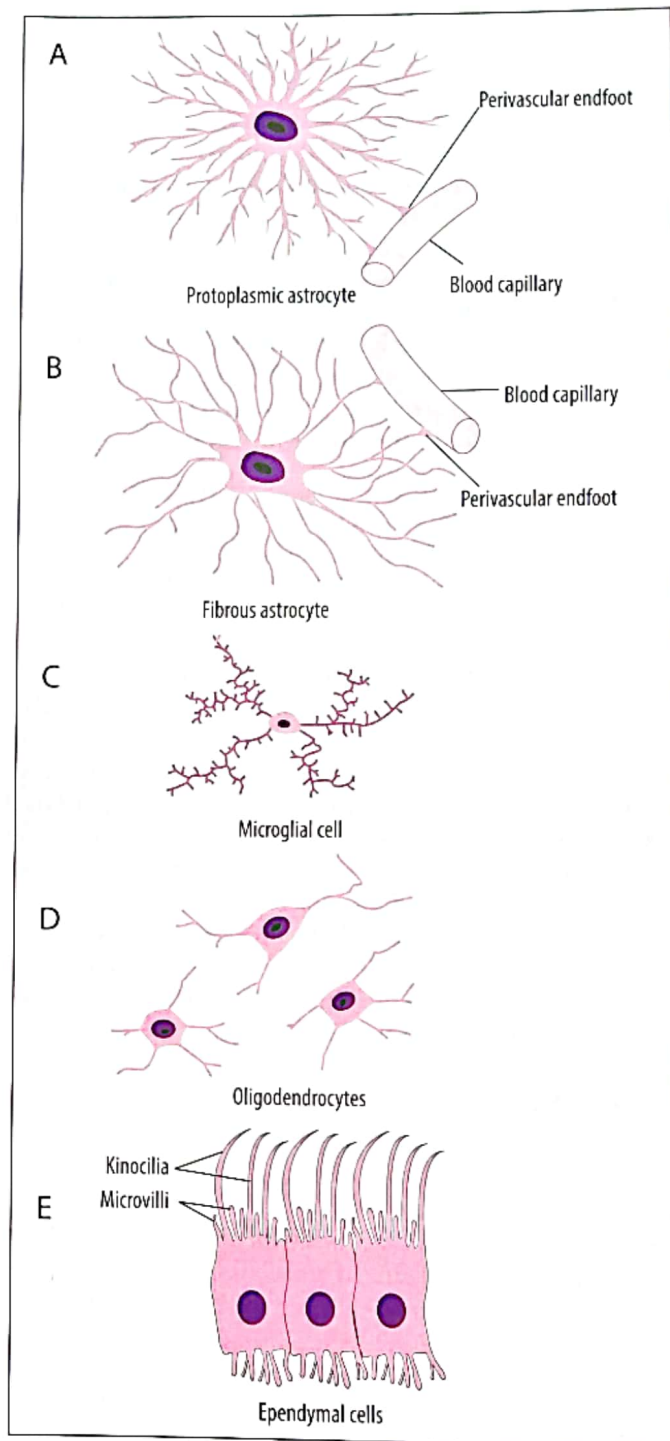 A
Perivascular endfoot
Blood capillary
Protoplasmic astrocyte
B
Blood capillary
Perivascular endfoot
Fibrous astrocyte
C
Microglial cell
D
Oligodendrocytes
Kinocilia
Microvilli
E
Ependymal cells